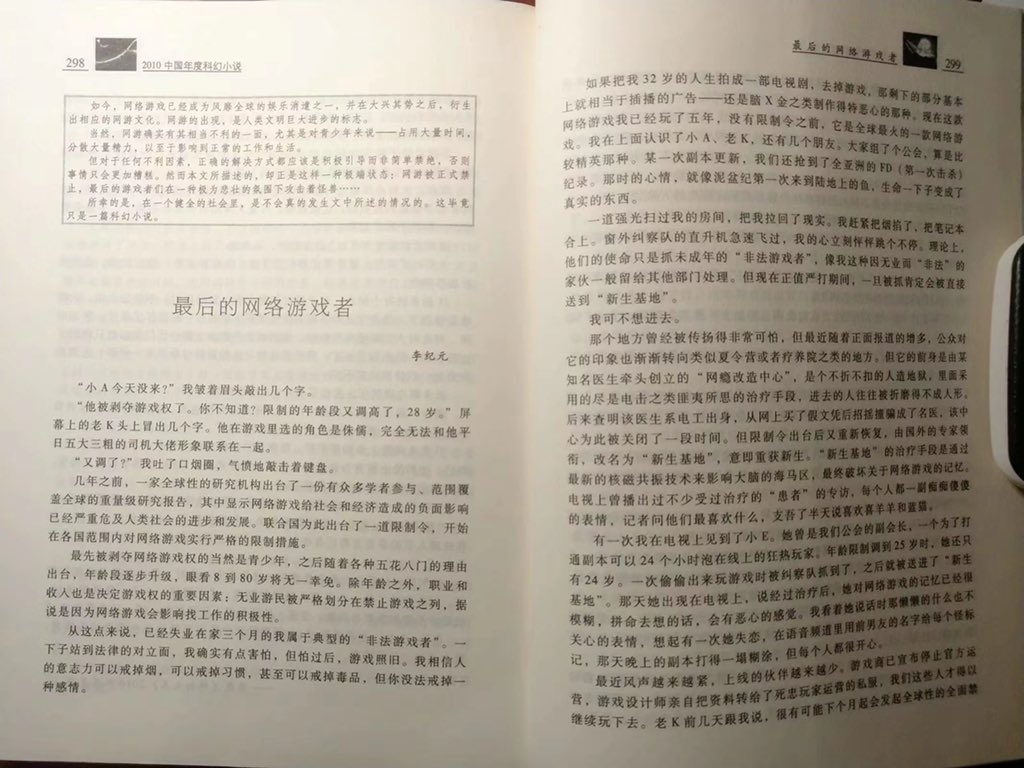 298
2010 中国年度科幻小说
如今，网络游戏已经成为风靡全球的娱乐消遣之一，并在大兴其势之后，衍生
出相应的网游文化。网游的出现，是人类文明巨大进步的标志。
当然，网游确实有其相当不利的一面，尤其是对青少年来说——占用大量时间，
分散大量精力，以至于影响到正常的工作和生活。
但对于任何不利因素，正确的解决方式都应该是积极引导而非简单禁绝，否则
事情只会更加糟糕。然而本文所描述的，却正是这样一种极端状态：网游被正式禁
止，最后的游戏者们在一种极为悲壮的氛围下攻击着怪兽……
所幸的是，在一个健全的社会里，是不会真的发生文中所述的情况的。这毕竟
只是一篇科幻小说。
最后的网络游戏者
李纪元
“小 A 今天没来？”我皱着眉头敲出几个字。
“他被剥夺游戏权了。你不知道？限制的年龄段又调高了，28 岁。”屏
幕上的老 K 头上冒出几个字。他在游戏里选的角色是侏儒，完全无法和他平
日五大三粗的司机大佬形象联系在一起。
“又调了？”我吐了口烟圈，气愤地敲击着键盘。
几年之前，一家全球性的研究机构出台了一份有众多学者参与、范围覆
盖全球的重量级研究报告，其中显示网络游戏给社会和经济造成的负面影响
已经严重危及人类社会的进步和发展。联合国为此出台了一道限制令，开始
在各国范围内对网络游戏实行严格的限制措施。
最先被剥夺网络游戏权的当然是青少年，之后随着各种五花八门的理由
出台，年龄段逐步升级，眼看 8 到 80 岁将无一幸免。除年龄之外，职业和
收入也是决定游戏权的重要因素：无业游民被严格划分在禁止游戏之列，据
说是因为网络游戏会影响找工作的积极性。
从这点来说，已经失业在家三个月的我属于典型的“非法游戏者”。一
下子站到法律的对立面，我确实有点害怕，但怕过后，游戏照旧。我相信人
的意志力可以戒掉烟，可以戒掉习惯，甚至可以戒掉毒品，但你没法戒掉一
种感情。
最后的网络游戏者
299
如果把我 32 岁的人生拍成一部电视剧，去掉游戏，那剩下的部分基本
上就相当于插播的广告——还是脑 X 金之类制作得特恶心的那种。现在这款
网络游戏我已经玩了五年，没有限制令之前，它是全球最火的一款网络游
戏。我在上面认识了小 A、老 K，还有几个朋友。大家组了个公会，算是比
较精英那种。某一次副本更新，我们还抢到了全亚洲的 FD（第一次击杀）
纪录。那时的心情，就像泥盆纪第一次来到陆地上的鱼，生命一下子变成了
真实的东西。
一道强光扫过我的房间，把我拉回了现实。我赶紧把烟掐了，把笔记本
合上。窗外纠察队的直升机急速飞过，我的心立刻怦怦跳个不停。理论上，
他们的使命只是抓未成年的“非法游戏者”，像我这种因无业而“非法”的
家伙一般留给其他部门处理。但现在正值严打期间，一旦被抓肯定会被直接
送到“新生基地”。
我可不想进去。
那个地方曾经被传扬得非常可怕，但最近随着正面报道的增多，公众对
它的印象也渐渐转向类似夏令营或者疗养院之类的地方。但它的前身是由某
知名医生牵头创立的“网瘾改造中心”，是个不折不扣的人造地狱，里面采
用的尽是电击之类匪夷所思的治疗手段，进去的人往往被折磨得不成人形。
后来查明该医生系电工出身，从网上买了假文凭后招摇撞骗成了名医，该中
心为此被关闭了一段时间。但限制令出台后又重新恢复，由国外的专家领
衔，改名为“新生基地”，意即重获新生。“新生基地”的治疗手段是通过
最新的核磁共振技术来影响大脑的海马区，最终破坏关于网络游戏的记忆。
电视上曾播出过不少受过治疗的“患者”的专访，每个人都一副痴痴傻傻
的表情，记者问他们最喜欢什么，支吾了半天说喜欢喜羊羊和蓝猫。
有一次我在电视上见到了小 E。她曾是我们公会的副会长，一个为了打
通副本可以 24 个小时泡在线上的狂热玩家。年龄限制调到 25 岁时，她还只
有 24 岁。一次偷偷出来玩游戏时被纠察队抓到了，之后就被送进了“新生
基地”。那天她出现在电视上，说经过治疗后，她对网络游戏的记忆已经很
模糊，拼命去想的话，会有恶心的感觉。我看着她说话时那懒懒的什么也不
关心的表情，想起有一次她失恋，在语音频道里用前男友的名字给每个怪标
记，那天晚上的副本打得一塌糊涂，但每个人都很开心。
最近风声越来越紧，上线的伙伴越来越少。游戏商已宣布停止官方运
营，游戏设计师亲自把资料转给了死忠玩家运营的私服，我们这些人才得以
继续玩下去。老 K 前几天跟我说，很有可能下个月起会发起全球性的全面禁